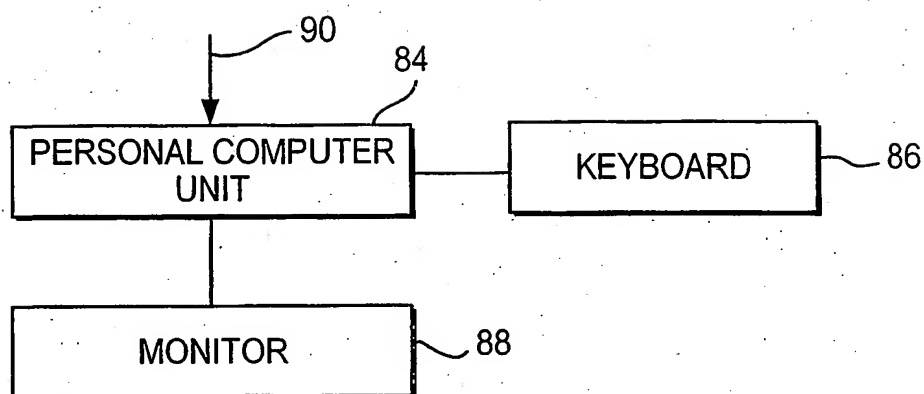 90
84
PERSONAL COMPUTER
UNIT
KEYBOARD
86
MONITOR
88